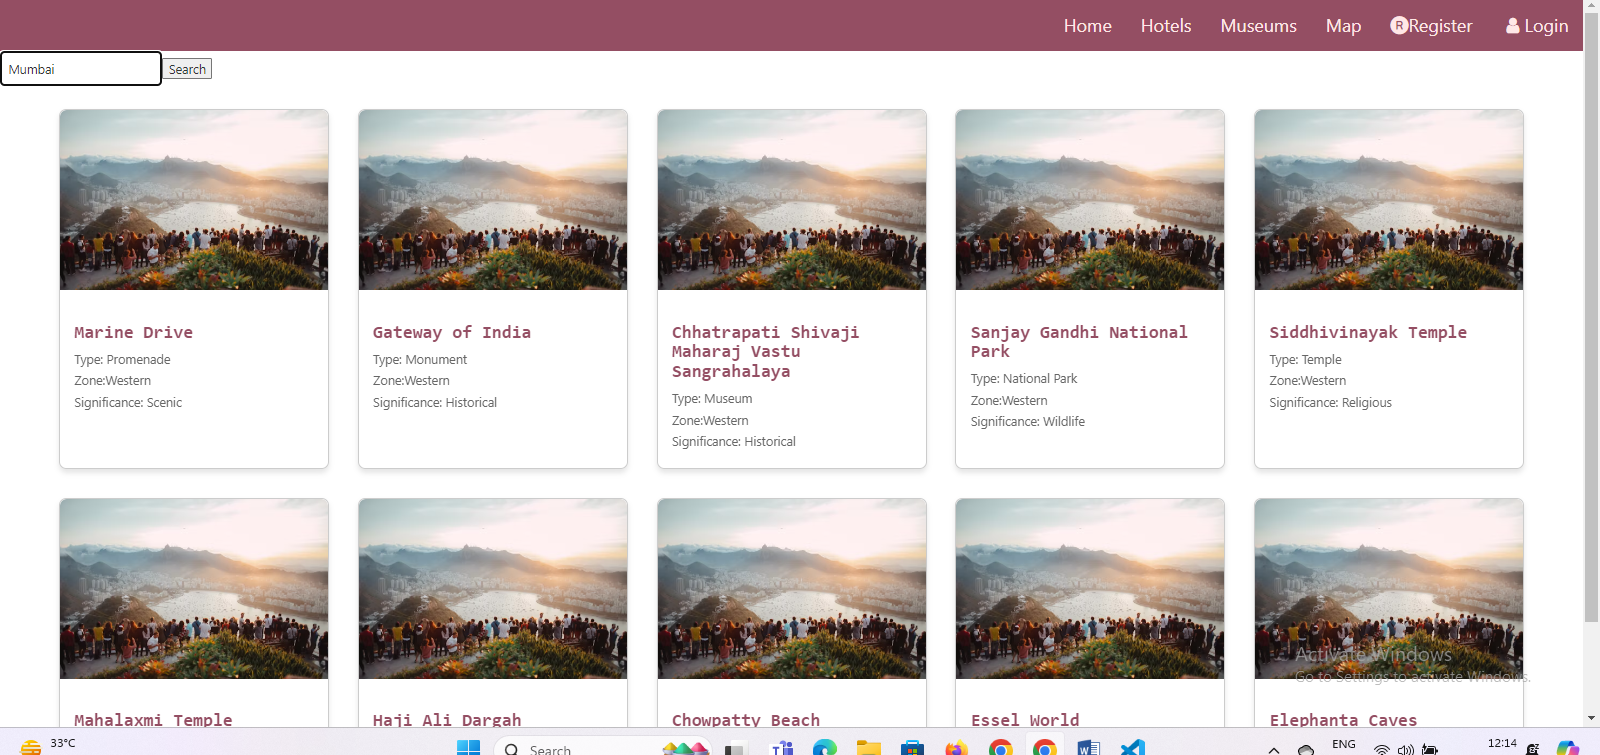 Home Hotels Museums Map ®Register Login
Mumbai Search
Marine Drive
Type: Promenade
Zone:Western
Significance: Scenic
Gateway of India
Type: Monument
Zone:Western
Significance: Historical
Chhatrapati Shivaji
Maharaj Vastu
Sangrahalaya
Type: Museum
Zone:Western
Significance: Historical
Sanjay Gandhi National
Park
Type: National Park
Zone:Western
Significance: Wildlife
Siddhivinayak Temple
Type: Temple
Zone:Western
Significance: Religious
Mahalaxmi Temple
Haji Ali Dargah
Chowpatty Beach
Essel World
Elephanta Caves
Activate Windows
Go to Settings to activate Windows.
33°C
Search
ENG
12:14